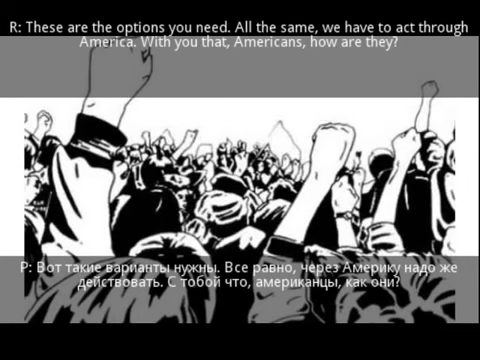 R: These are the options you need. All the same, we have to act through
America. With you that, Americans, how are they?
Р: Вот такие варианты нужны. Все равно, через Америку надо же
действовать. С тобой что, американцы, как они?